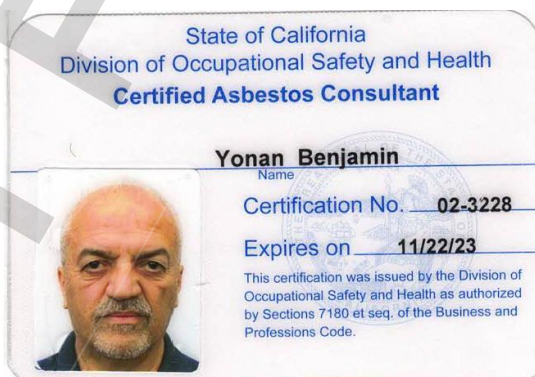 State of California
Division of Occupational Safety and Health
Certified Asbestos Consultant
Yonan Benjamin
Name
Certification No. 02-3228
Expires on 11/22/23
This certification was issued by the Division of
Occupational Safety and Health as authorized
by Sections 7180 et seq. of the Business and
Professions Code.